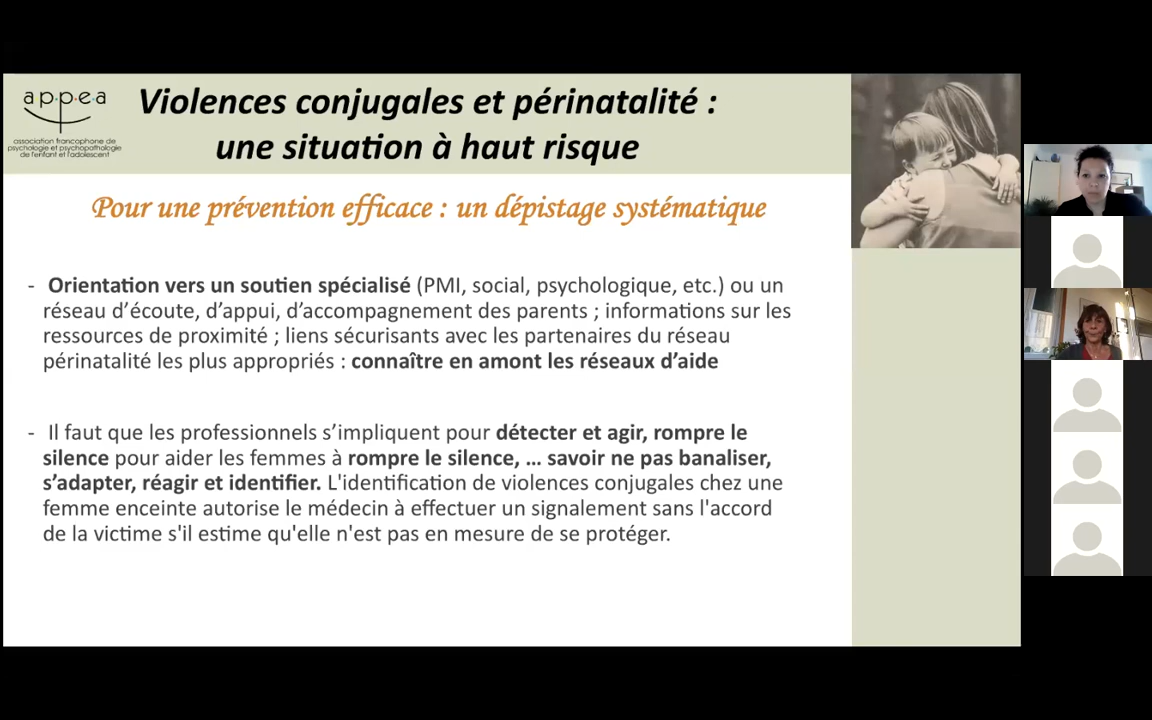 appea
association francophone de
psychologie et psychopathologie
de l'enfant et l'adolescent
Violences conjugales et périnatalité :
une situation à haut risque
Pour une prévention efficace : un dépistage systématique
- Orientation vers un soutien spécialisé (PMI, social, psychologique, etc.) ou un
réseau d’écoute, d’appui, d’accompagnement des parents ; informations sur les
ressources de proximité ; liens sécurisants avec les partenaires du réseau
périnatalité les plus appropriés : connaître en amont les réseaux d’aide
- Il faut que les professionnels s’impliquent pour détecter et agir, rompre le
silence pour aider les femmes à rompre le silence, … savoir ne pas banaliser,
s’adapter, réagir et identifier. L'identification de violences conjugales chez une
femme enceinte autorise le médecin à effectuer un signalement sans l'accord
de la victime s'il estime qu'elle n'est pas en mesure de se protéger.